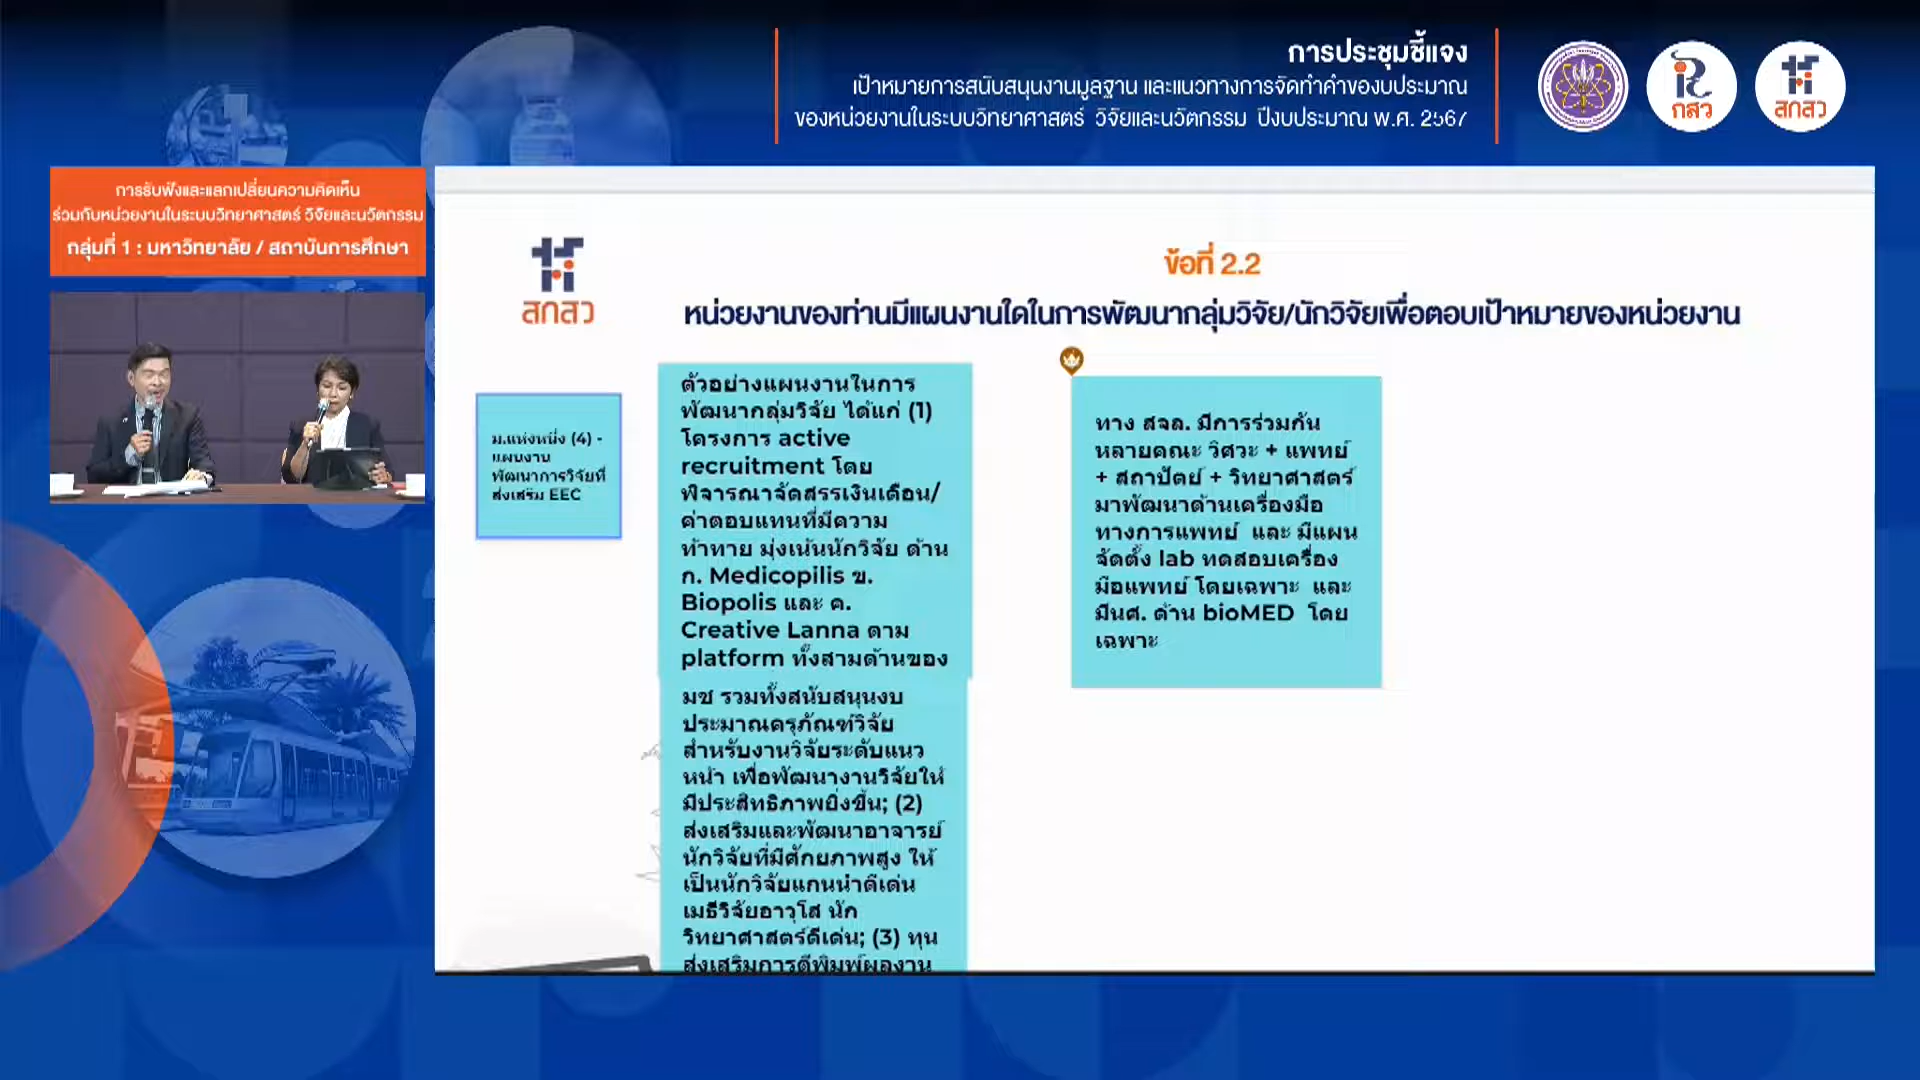 การประชุมชี้แจง
เป้าหมายการสนับสนุนงานมูลฐาน และแนวทางการจัดทำคำของบประมาณ
ของหน่วยงานในระบบวิทยาศาสตร์ วิจัยและนวัตกรรม ปีงบประมาณ พ.ศ. 2567
กสว
สกสว
การรับฟังและแลกเปลี่ยนความคิดเห็น
ร่วมกับหน่วยงานในระบบวิทยาศาสตร์ วิจัยและนวัตกรรม
กลุ่มที่ 1 : มหาวิทยาลัย / สถาบันการศึกษา
สกสว
ข้อที่ 2.2
หน่วยงานของท่านมีแผนงานใดในการพัฒนากลุ่มวิจัย/นักวิจัยเพื่อตอบเป้าหมายของหน่วยงาน
ม.แห่งหนึ่ง (4) -
แผนงาน
พัฒนาการวิจัยที่
ส่งเสริม EEC
ตัวอย่างแผนงานในการ
พัฒนากลุ่มวิจัย ได้แก่ (1)
โครงการ active
recruitment โดย
พิจารณาจัดสรรเงินเดือน/
ค่าตอบแทนที่มีความ
ท้าทาย มุ่งเน้นนักวิจัย ด้าน
ก. Medicopilis ข.
Biopolis และ ค.
Creative Lanna ตาม
platform ทั้งสามด้านของ
มช รวมทั้งสนับสนุนงบ
ประมาณครุภัณฑ์วิจัย
สำหรับงานวิจัยระดับแนว
หน้า เพื่อพัฒนางานวิจัยให้
มีประสิทธิภาพยิ่งขึ้น; (2)
ส่งเสริมและพัฒนาอาจารย์
นักวิจัยที่มีศักยภาพสูง ให้
เป็นนักวิจัยแกนนำดีเด่น
เมธีวิจัยอาวุโส นัก
วิทยาศาสตร์ดีเด่น; (3) ทุน
ส่งเสริมการตีพิมพ์ผลงาน
ทาง สจล. มีการร่วมกัน
หลายคณะ วิศวะ + แพทย์
+ สถาปัตย์ + วิทยาศาสตร์
มาพัฒนาด้านเครื่องมือ
ทางการแพทย์ และ มีแผน
จัดตั้ง lab ทดสอบเครื่อง
มือแพทย์ โดยเฉพาะ และ
มีนศ. ด้าน bioMED โดย
เฉพาะ